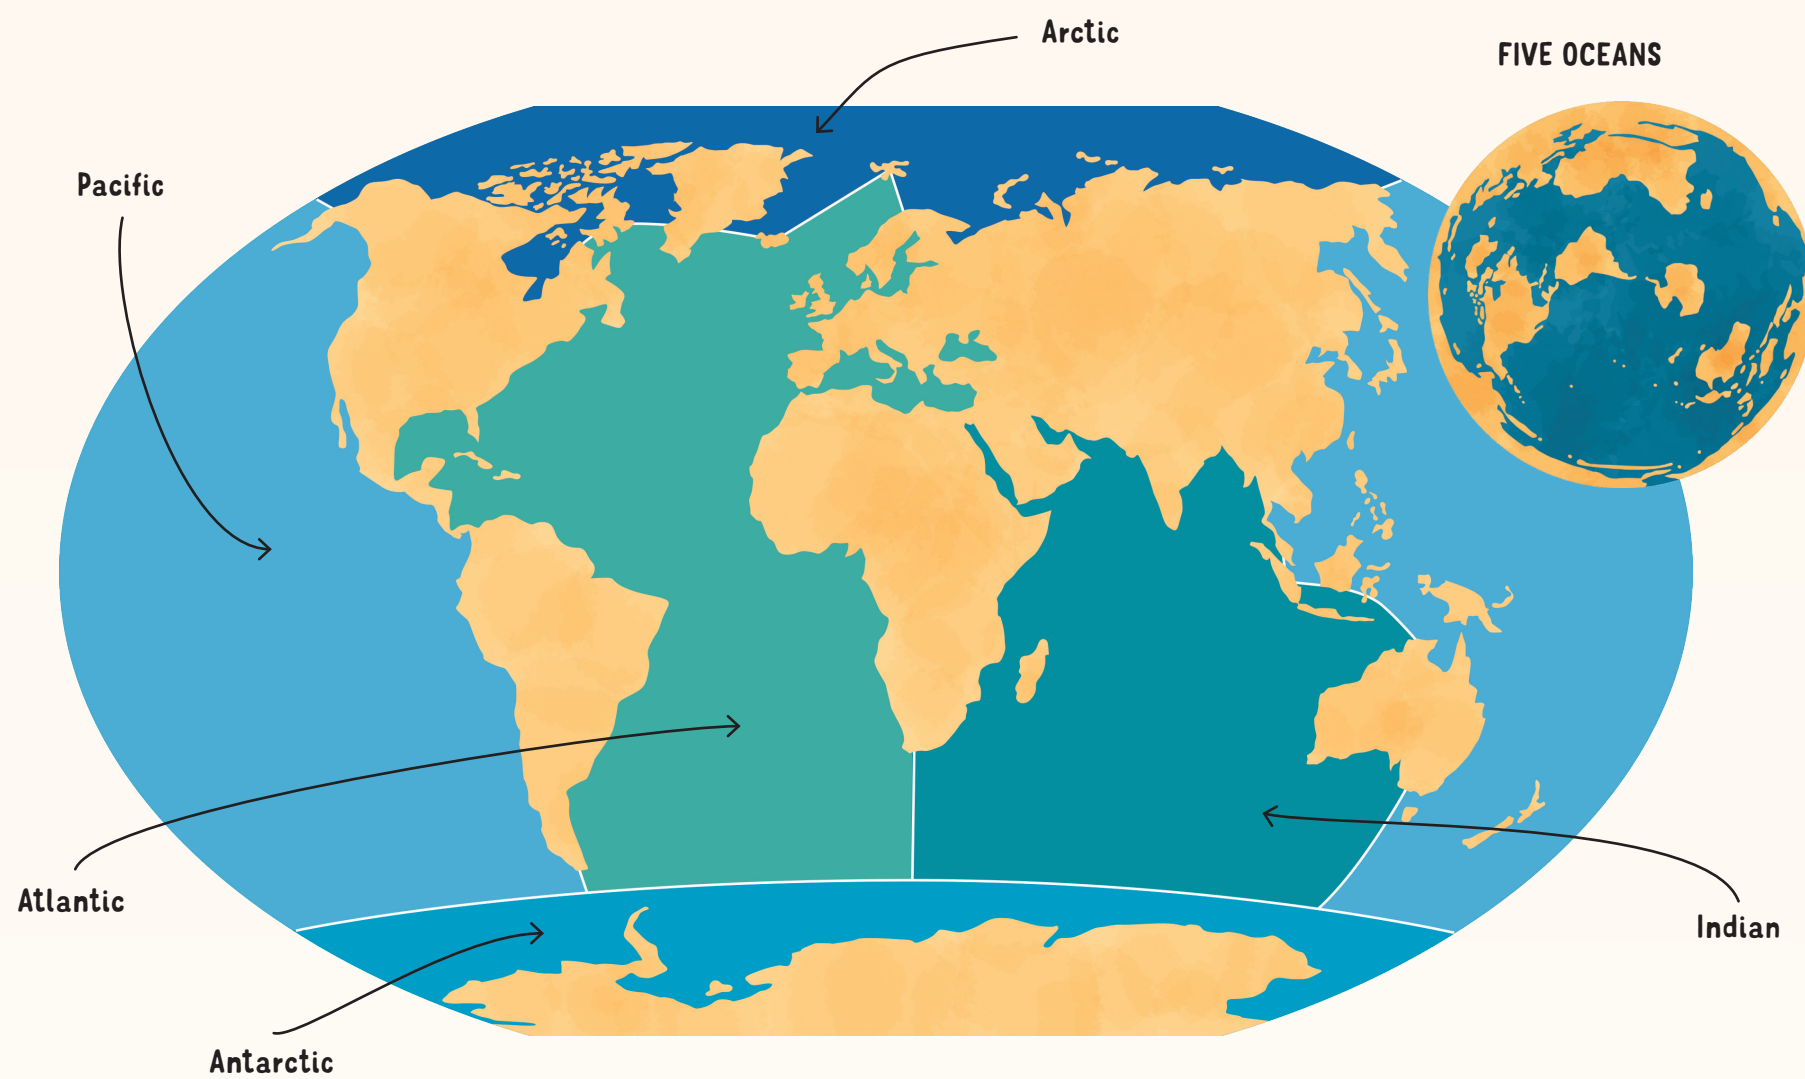 Arctic
FIVE OCEANS
Pacific
Atlantic
Indian
Antarctic